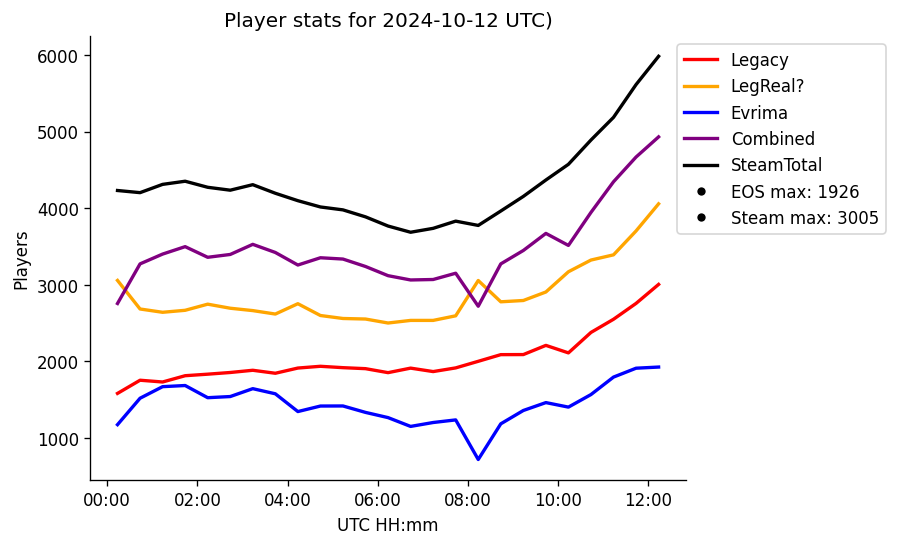 Player stats for 2024-10-12 UTC)
6000
5000
4000
3000
2000
1000
Players
00:00 02:00 04:00 06:00 08:00 10:00 12:00
UTC HH:mm
Legacy
LegReal?
Evrima
Combined
SteamTotal
EOS max: 1926
Steam max: 3005